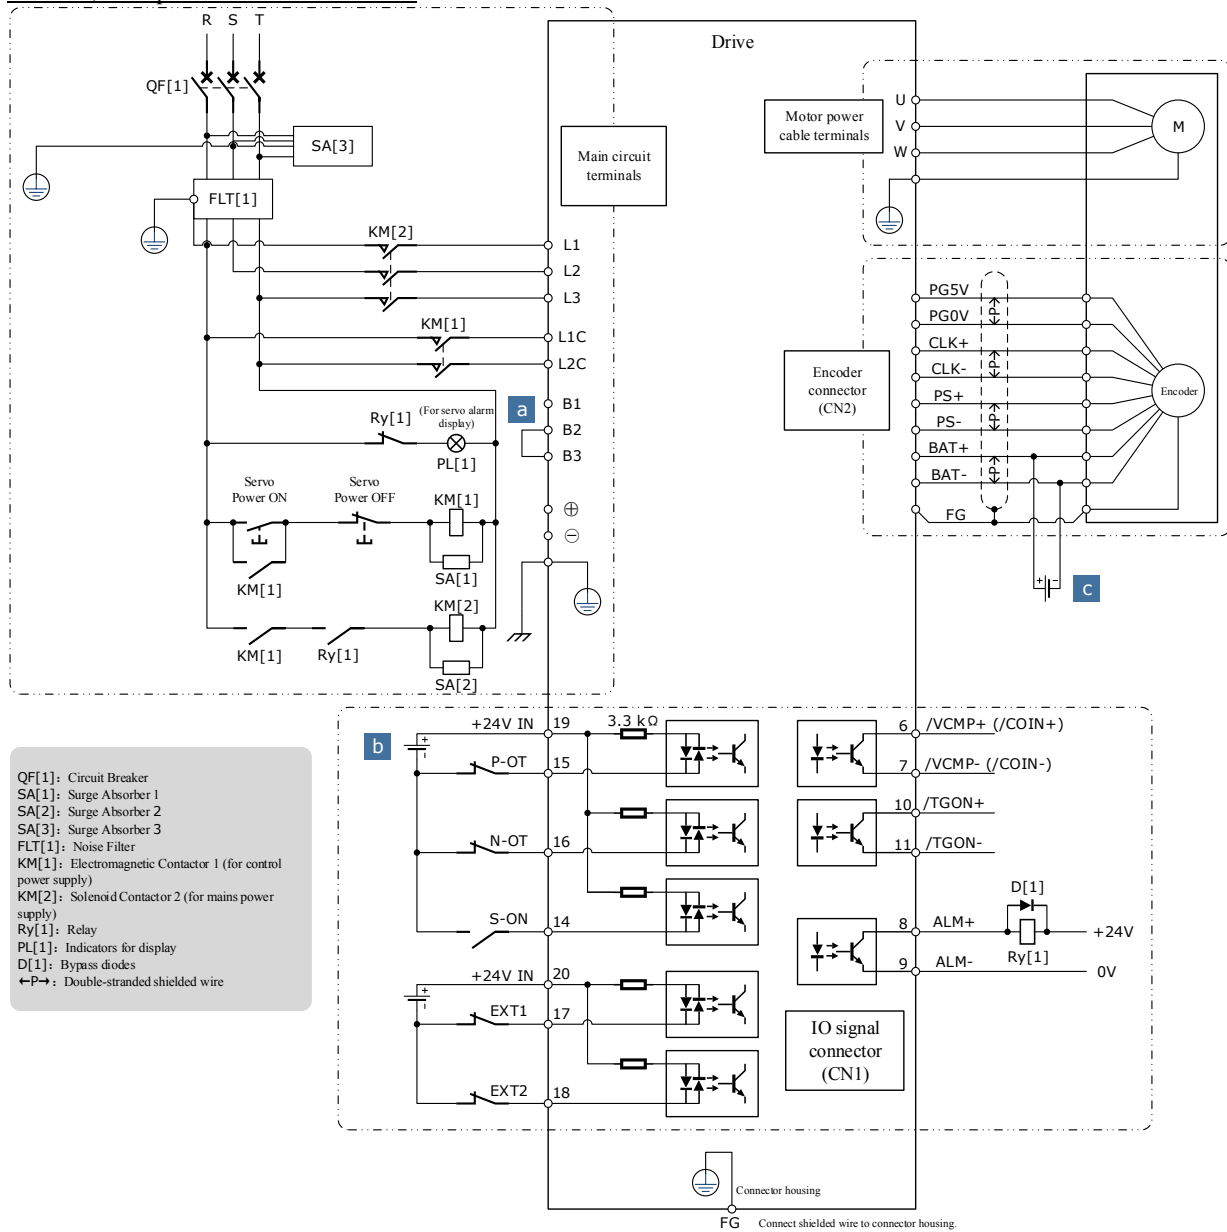 R S T
Drive
QF[1]
SA[3]
FLT[1]
Main circuit
terminals
Motor power
cable terminals
U
V
W
M
KM[2]
L1
L2
L3
KM[1]
L1C
L2C
a
B1
B2
B3
Ry[1]
(For servo alarm
display)
PL[1]
Servo
Power ON
Servo
Power OFF
KM[1]
KM[1]
SA[1]
KM[2]
KM[1]
Ry[1]
SA[2]
⊕
⊖
Encoder
connector
(CN2)
PG5V
PG0V
CLK+
CLK-
PS+
PS-
BAT+
BAT-
FG
←P→
←P→
←P→
←P→
Encoder
+ -
c
b
+24V IN 19
3.3 kΩ
+
-
P-OT 15
N-OT 16
S-ON 14
+24V IN 20
+
-
EXT1 17
EXT2 18
6 /VCMP+ (/COIN+)
7 /VCMP- (/COIN-)
10 /TGON+
11 /TGON-
D[1]
8 ALM+
+24V
Ry[1]
9 ALM-
0V
IO signal
connector
(CN1)
QF[1]: Circuit Breaker
SA[1]: Surge Absorber 1
SA[2]: Surge Absorber 2
SA[3]: Surge Absorber 3
FLT[1]: Noise Filter
KM[1]: Electromagnetic Contactor 1 (for control
power supply)
KM[2]: Solenoid Contactor 2 (for mains power
supply)
Ry[1]: Relay
PL[1]: Indicators for display
D[1]: Bypass diodes
←P→: Double-stranded shielded wire
Connector housing
FG Connect shielded wire to connector housing.